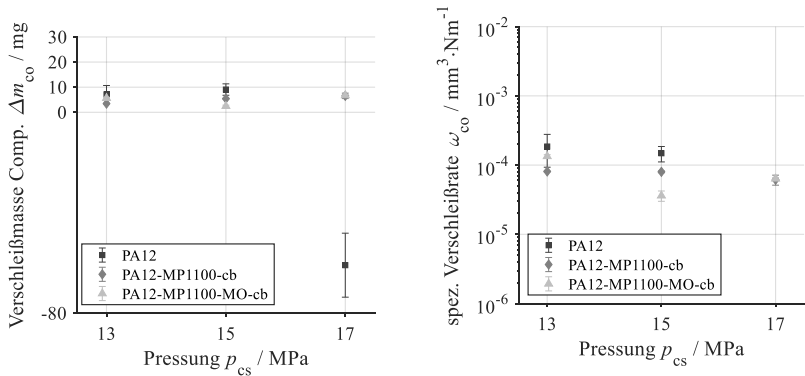 Verschleißmasse Comp. Δm_co / mg
30
20
10
0
-80
PA12
PA12-MP1100-cb
PA12-MP1100-MO-cb
13 15 17
Pressung p_cs / MPa
spez. Verschleißrate ω_co / mm³·Nm⁻¹
10⁻²
10⁻³
10⁻⁴
10⁻⁵
10⁻⁶
PA12
PA12-MP1100-cb
PA12-MP1100-MO-cb
13 15 17
Pressung p_cs / MPa